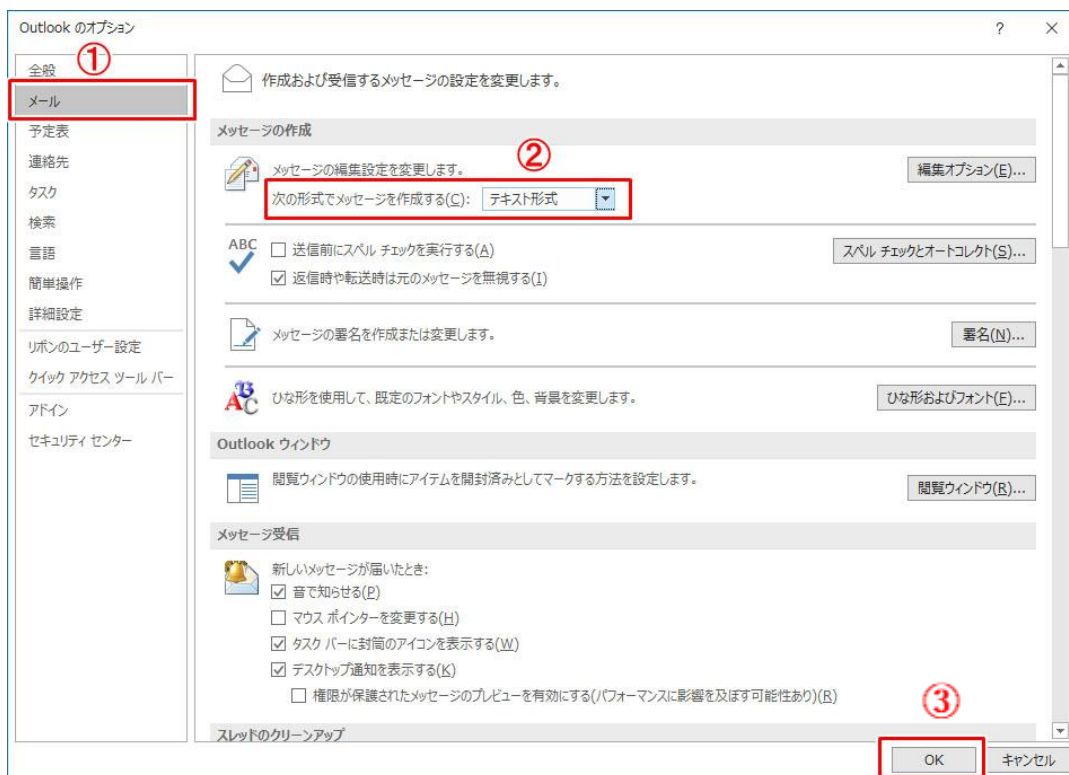 Outlook のオプション
? ×
①
全般
メール
予定表
連絡先
タスク
検索
言語
簡単操作
詳細設定
リボンのユーザー設定
クイック アクセス ツール バー
アドイン
セキュリティ センター
作成および受信するメッセージの設定を変更します。
メッセージの作成
②
メッセージの編集設定を変更します。
編集オプション(E)...
次の形式でメッセージを作成する(C): テキスト形式
ABC
送信前にスペル チェックを実行する(A)
スペル チェックとオートコレクト(S)...
返信時や転送時は元のメッセージを無視する(I)
メッセージの署名を作成または変更します。
署名(N)...
ひな形を使用して、既定のフォントやスタイル、色、背景を変更します。
ひな形およびフォント(F)...
Outlook ウィンドウ
閲覧ウィンドウの使用時にアイテムを開封済みとしてマークする方法を設定します。
閲覧ウィンドウ(R)...
メッセージ受信
新しいメッセージが届いたとき:
音で知らせる(P)
マウス ポインターを変更する(H)
タスク バーに封筒のアイコンを表示する(W)
デスクトップ通知を表示する(K)
権限が保護されたメッセージのプレビューを有効にする(パフォーマンスに影響を及ぼす可能性あり)(R)
③
スレッドのクリーンアップ
OK
キャンセル